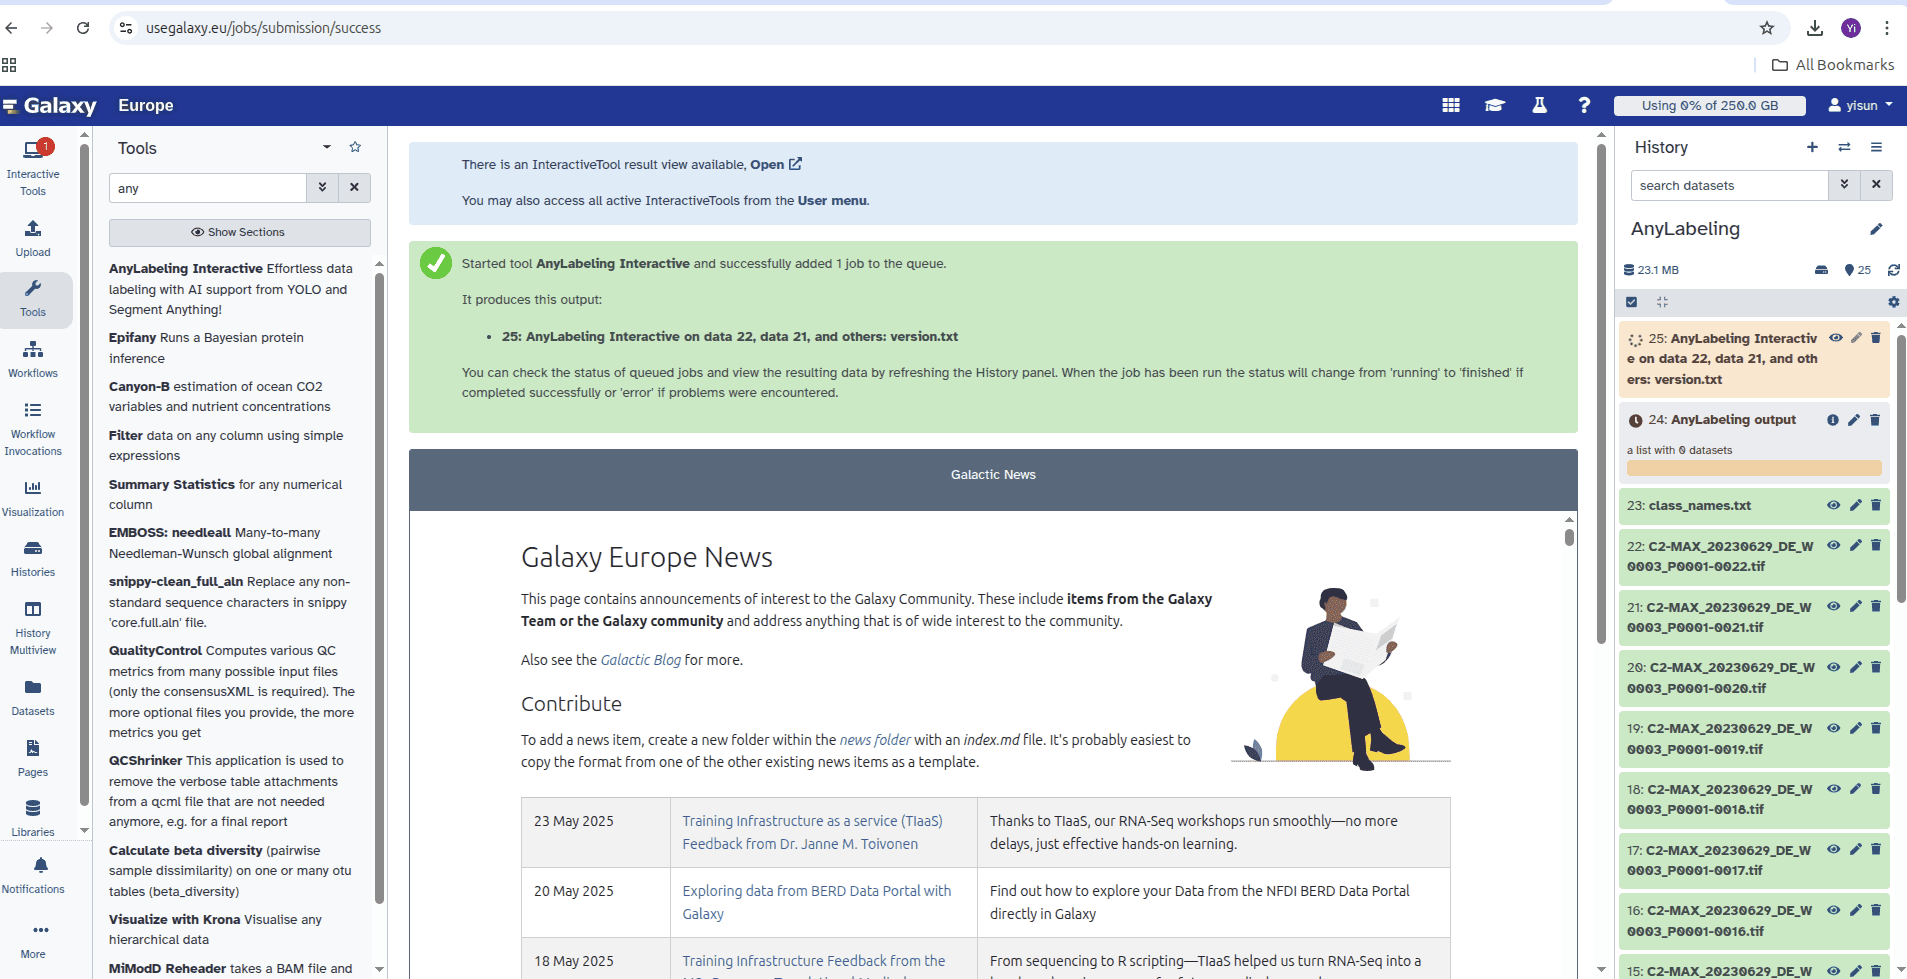 usegalaxy.eu/jobs/submission/success
Yi
All Bookmarks
Galaxy Europe
Using 0% of 250.0 GB
yisun
1
Interactive
Tools
Upload
Tools
Workflows
Workflow
Invocations
Visualization
Histories
History
Multiview
Datasets
Pages
Libraries
Notifications
More
Tools
any
Show Sections
AnyLabeling Interactive Effortless data
labeling with AI support from YOLO and
Segment Anything!
Epifany Runs a Bayesian protein
inference
Canyon-B estimation of ocean CO2
variables and nutrient concentrations
Filter data on any column using simple
expressions
Summary Statistics for any numerical
column
EMBOSS: needleall Many-to-many
Needleman-Wunsch global alignment
snippy-clean_full_aln Replace any non-
standard sequence characters in snippy
'core.full.aln' file.
QualityControl Computes various QC
metrics from many possible input files
(only the consensusXML is required). The
more optional files you provide, the more
metrics you get
QCShrinker This application is used to
remove the verbose table attachments
from a qcml file that are not needed
anymore, e.g. for a final report
Calculate beta diversity (pairwise
sample dissimilarity) on one or many otu
tables (beta_diversity)
Visualize with Krona Visualise any
hierarchical data
MiModD Reheader takes a BAM file and
There is an InteractiveTool result view available, Open
You may also access all active InteractiveTools from the User menu.
Started tool AnyLabeling Interactive and successfully added 1 job to the queue.
It produces this output:
• 25: AnyLabeling Interactive on data 22, data 21, and others: version.txt
You can check the status of queued jobs and view the resulting data by refreshing the History panel. When the job has been run the status will change from 'running' to 'finished' if
completed successfully or 'error' if problems were encountered.
Galactic News
Galaxy Europe News
This page contains announcements of interest to the Galaxy Community. These include items from the Galaxy
Team or the Galaxy community and address anything that is of wide interest to the community.
Also see the Galactic Blog for more.
Contribute
To add a news item, create a new folder within the news folder with an index.md file. It's probably easiest to
copy the format from one of the other existing news items as a template.
23 May 2025
Training Infrastructure as a service (TIaaS)
Feedback from Dr. Janne M. Toivonen
Thanks to TIaaS, our RNA-Seq workshops run smoothly—no more
delays, just effective hands-on learning.
20 May 2025
Exploring data from BERD Data Portal with
Galaxy
Find out how to explore your Data from the NFDI BERD Data Portal
directly in Galaxy
18 May 2025
Training Infrastructure Feedback from the
From sequencing to R scripting—TIaaS helped us turn RNA-Seq into a
History
search datasets
AnyLabeling
23.1 MB
25
25: AnyLabeling Interactiv
e on data 22, data 21, and oth
ers: version.txt
24: AnyLabeling output
a list with 0 datasets
23: class_names.txt
22: C2-MAX_20230629_DE_W
0003_P0001-0022.tif
21: C2-MAX_20230629_DE_W
0003_P0001-0021.tif
20: C2-MAX_20230629_DE_W
0003_P0001-0020.tif
19: C2-MAX_20230629_DE_W
0003_P0001-0019.tif
18: C2-MAX_20230629_DE_W
0003_P0001-0018.tif
17: C2-MAX_20230629_DE_W
0003_P0001-0017.tif
16: C2-MAX_20230629_DE_W
0003_P0001-0016.tif
15: C2-MAX_20230629_DE_W